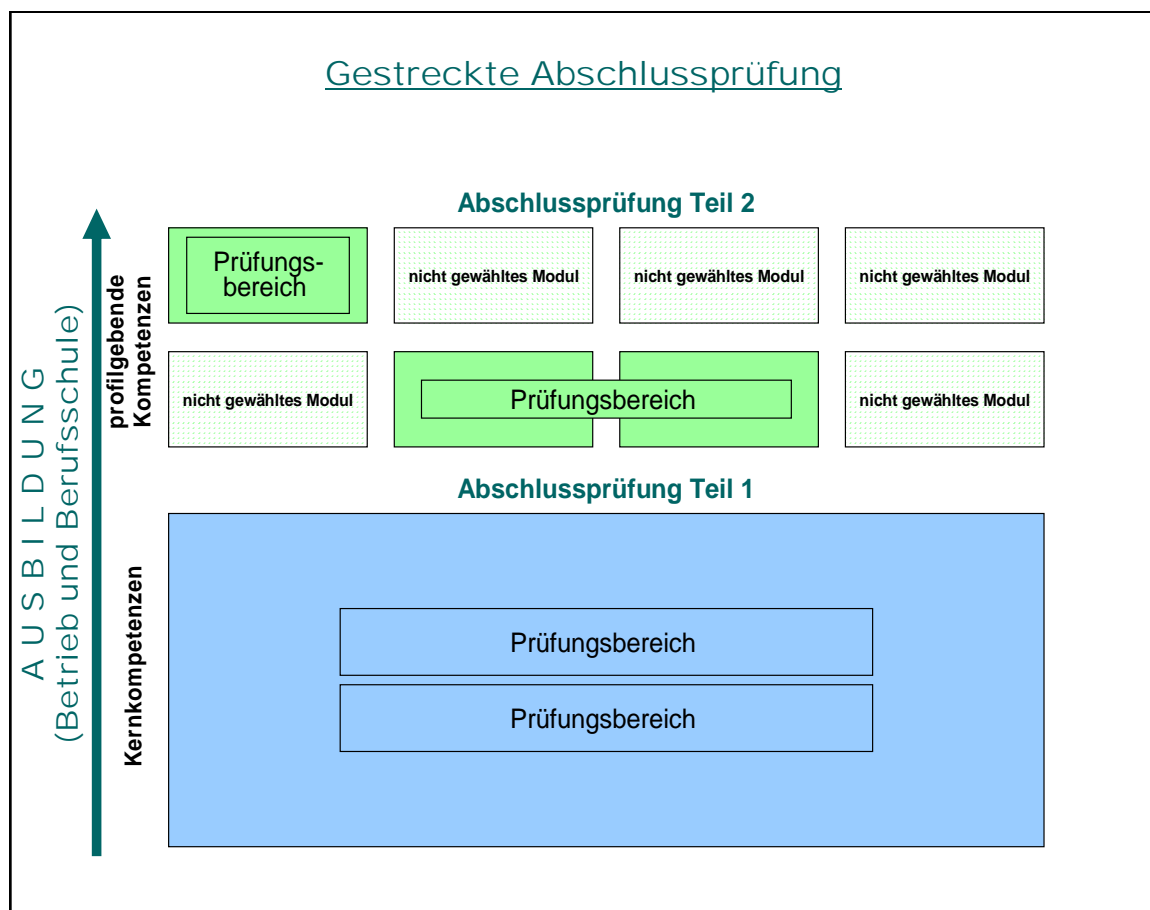 Gestreckte Abschlussprüfung
Abschlussprüfung Teil 2
Prüfungs-
bereich
nicht gewähltes Modul
nicht gewähltes Modul
nicht gewähltes Modul
nicht gewähltes Modul
Prüfungsbereich
nicht gewähltes Modul
Abschlussprüfung Teil 1
Prüfungsbereich
Prüfungsbereich
AUSBILDUNG
(Betrieb und Berufsschule)
profilgebende
Kompetenzen
Kernkompetenzen